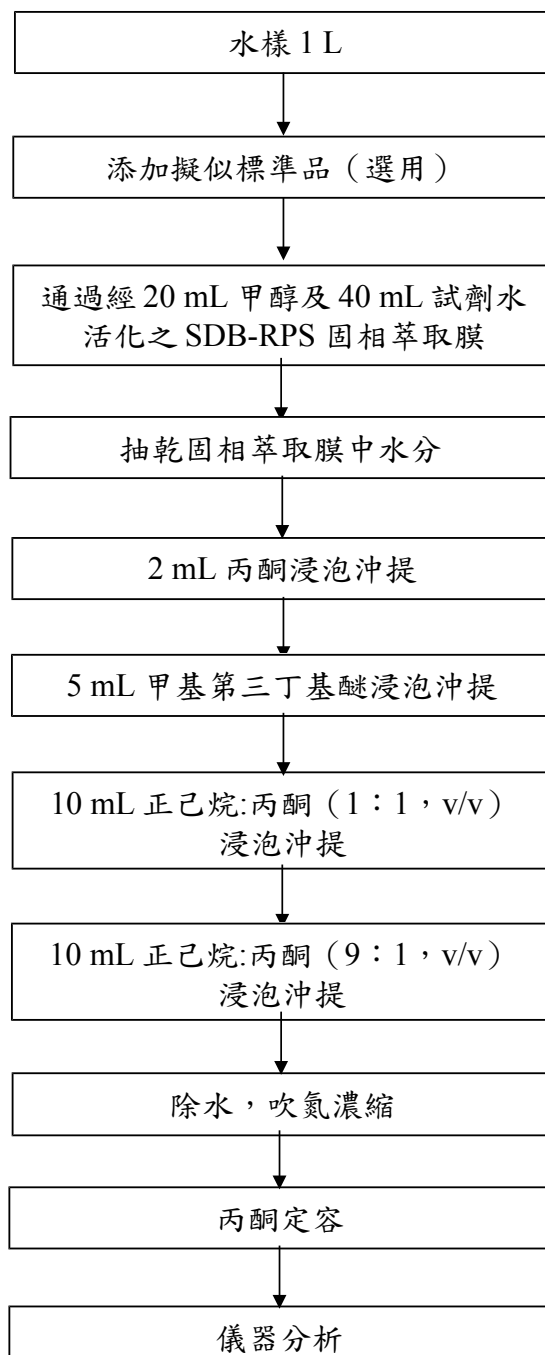 水樣 1 L
添加擬似標準品（選用）
通過經 20 mL 甲醇及 40 mL 試劑水
活化之 SDB-RPS 固相萃取膜
抽乾固相萃取膜中水分
2 mL 丙酮浸泡沖提
5 mL 甲基第三丁基醚浸泡沖提
10 mL 正己烷:丙酮（1：1，v/v）
浸泡沖提
10 mL 正己烷:丙酮（9：1，v/v）
浸泡沖提
除水，吹氮濃縮
丙酮定容
儀器分析